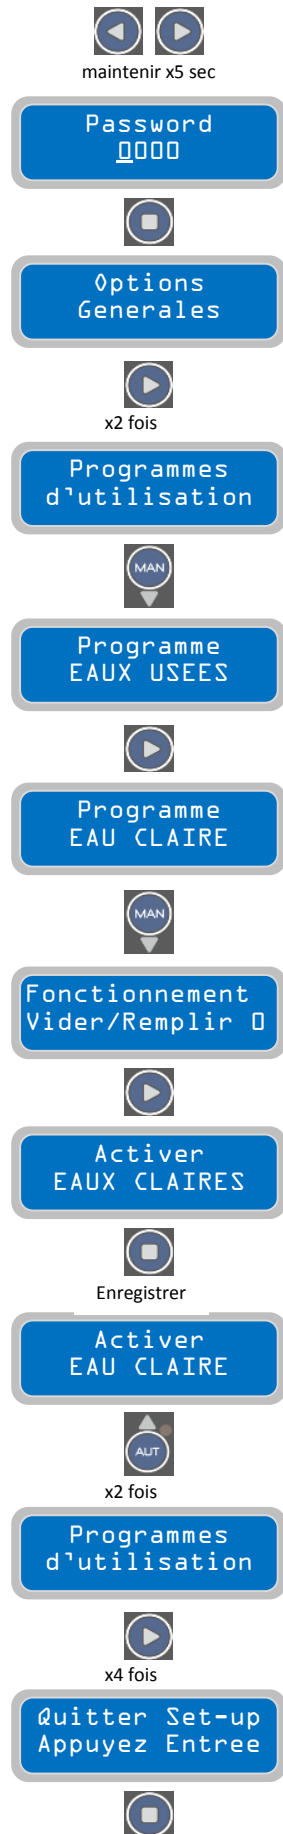 maintenir x5 sec
Password
0000
Options
Generales
x2 fois
Programmes
d'utilisation
MAN
Programme
EAUX USEES
Programme
EAU CLAIRE
MAN
Fonctionnement
Vider/Remplir 0
Activer
EAUX CLAIRES
Enregistrer
Activer
EAU CLAIRE
AUT
x2 fois
Programmes
d'utilisation
x4 fois
Quitter Set-up
Appuyez Entree